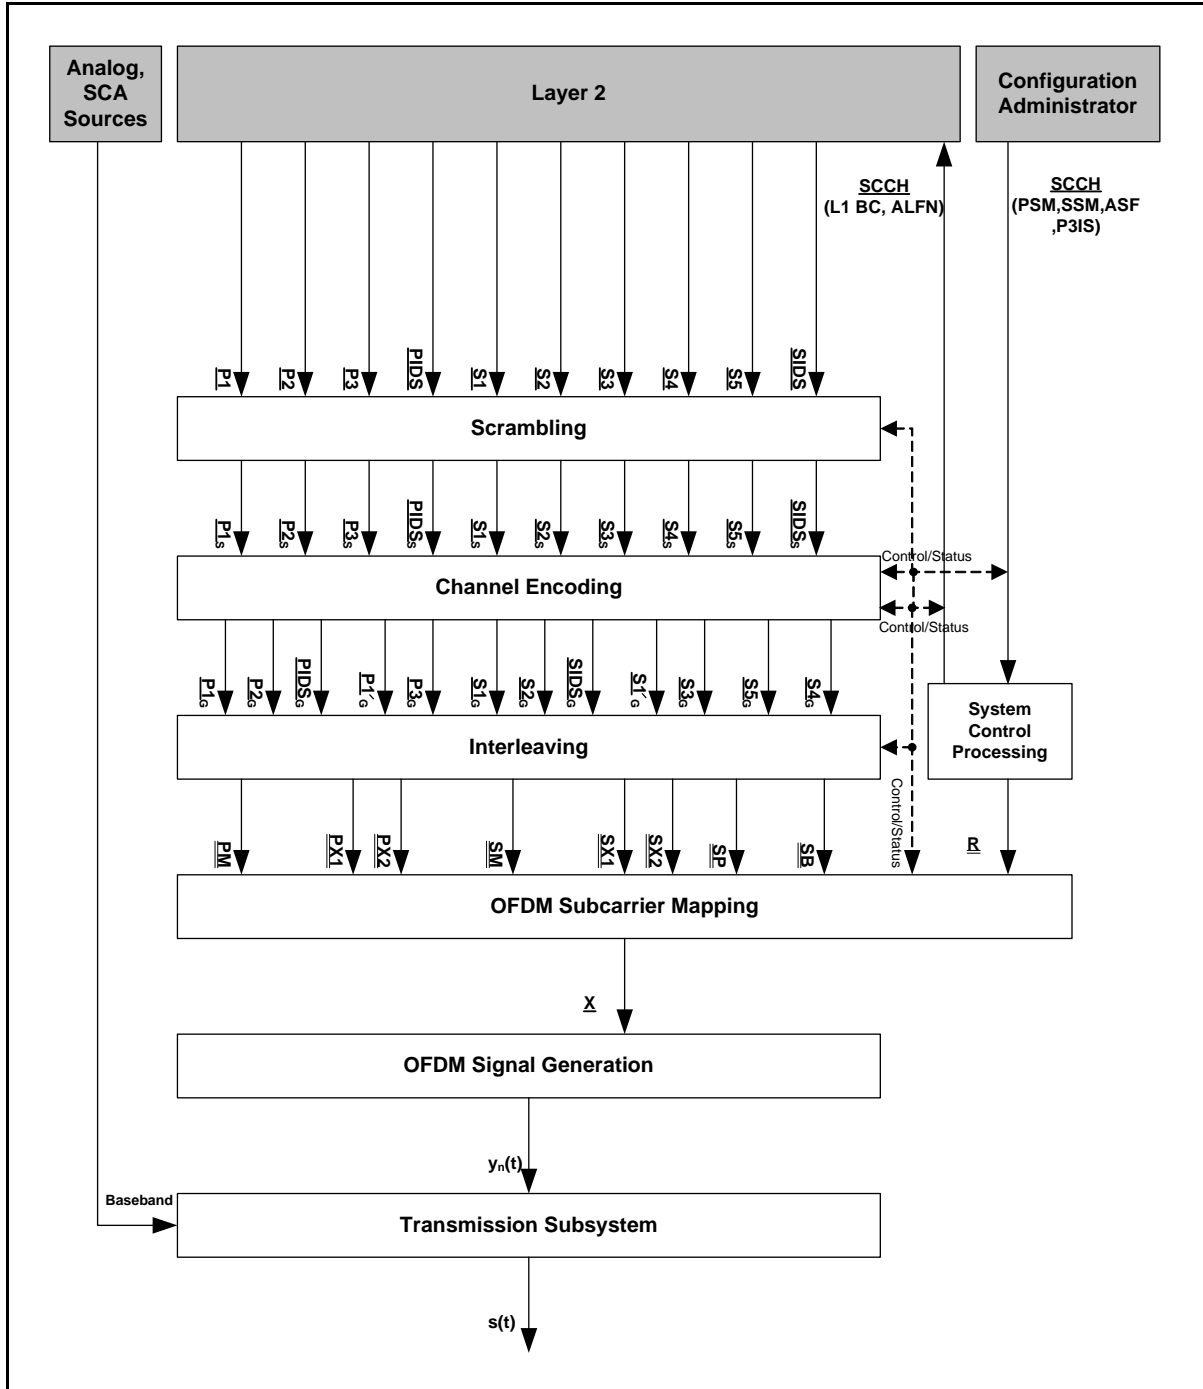 Analog,
SCA
Sources
Layer 2
Configuration
Administrator
SCCH
(L1 BC, ALFN)
SCCH
(PSM,SSM,ASF
,P3IS)
P1
P2
P3
PIDS
S1
S2
S3
S4
S5
SIDS
Scrambling
P1S
P2S
P3S
PIDSS
S1S
S2S
S3S
S4S
S5S
SIDSS
Control/Status
Channel Encoding
Control/Status
P1G
P2G
PIDSG
P1′G
P3G
S1G
S2G
SIDSG
S1′G
S3G
S5G
S4G
System
Control
Processing
Interleaving
PM
PX1
PX2
SM
SX1
SX2
SP
SB
Control/Status
R
OFDM Subcarrier Mapping
X
OFDM Signal Generation
yn(t)
Baseband
Transmission Subsystem
s(t)